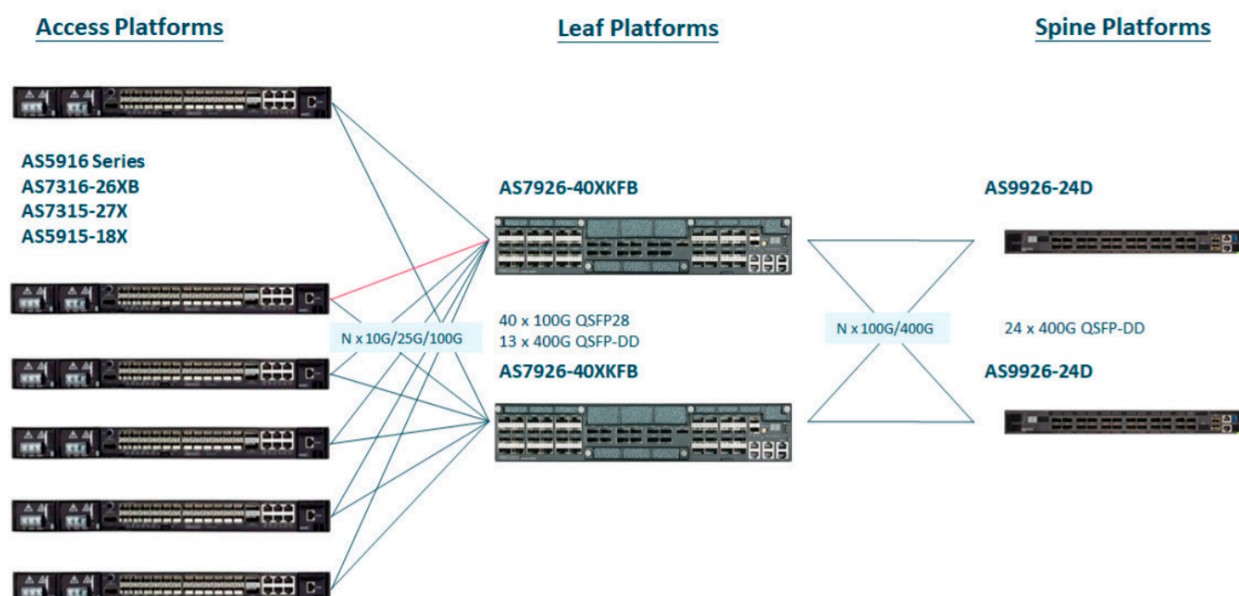 Access Platforms
Leaf Platforms
Spine Platforms
AS5916 Series
AS7316-26XB
AS7315-27X
AS5915-18X
AS7926-40XKFB
AS9926-24D
N x 10G/25G/100G
40 x 100G QSFP28
13 x 400G QSFP-DD
N x 100G/400G
24 x 400G QSFP-DD
AS7926-40XKFB
AS9926-24D